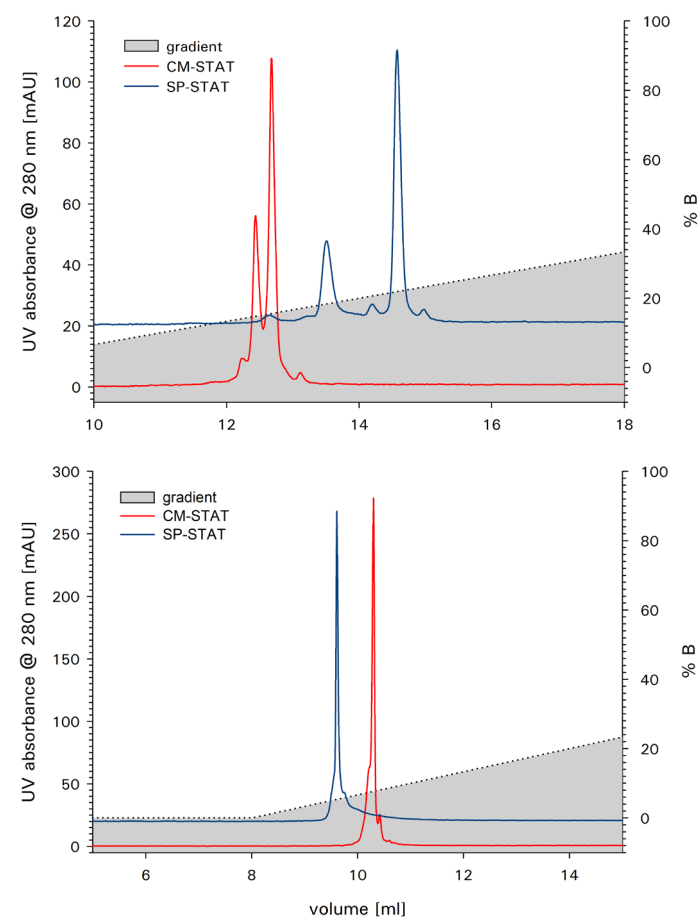 120
100
80
60
40
20
0
UV absorbance @ 280 nm [mAU]
gradient
CM-STAT
SP-STAT
100
80
60
40
20
0
% B
10 12 14 16 18
300
250
200
150
100
50
0
UV absorbance @ 280 nm [mAU]
gradient
CM-STAT
SP-STAT
100
80
60
40
20
0
% B
6 8 10 12 14
volume [ml]